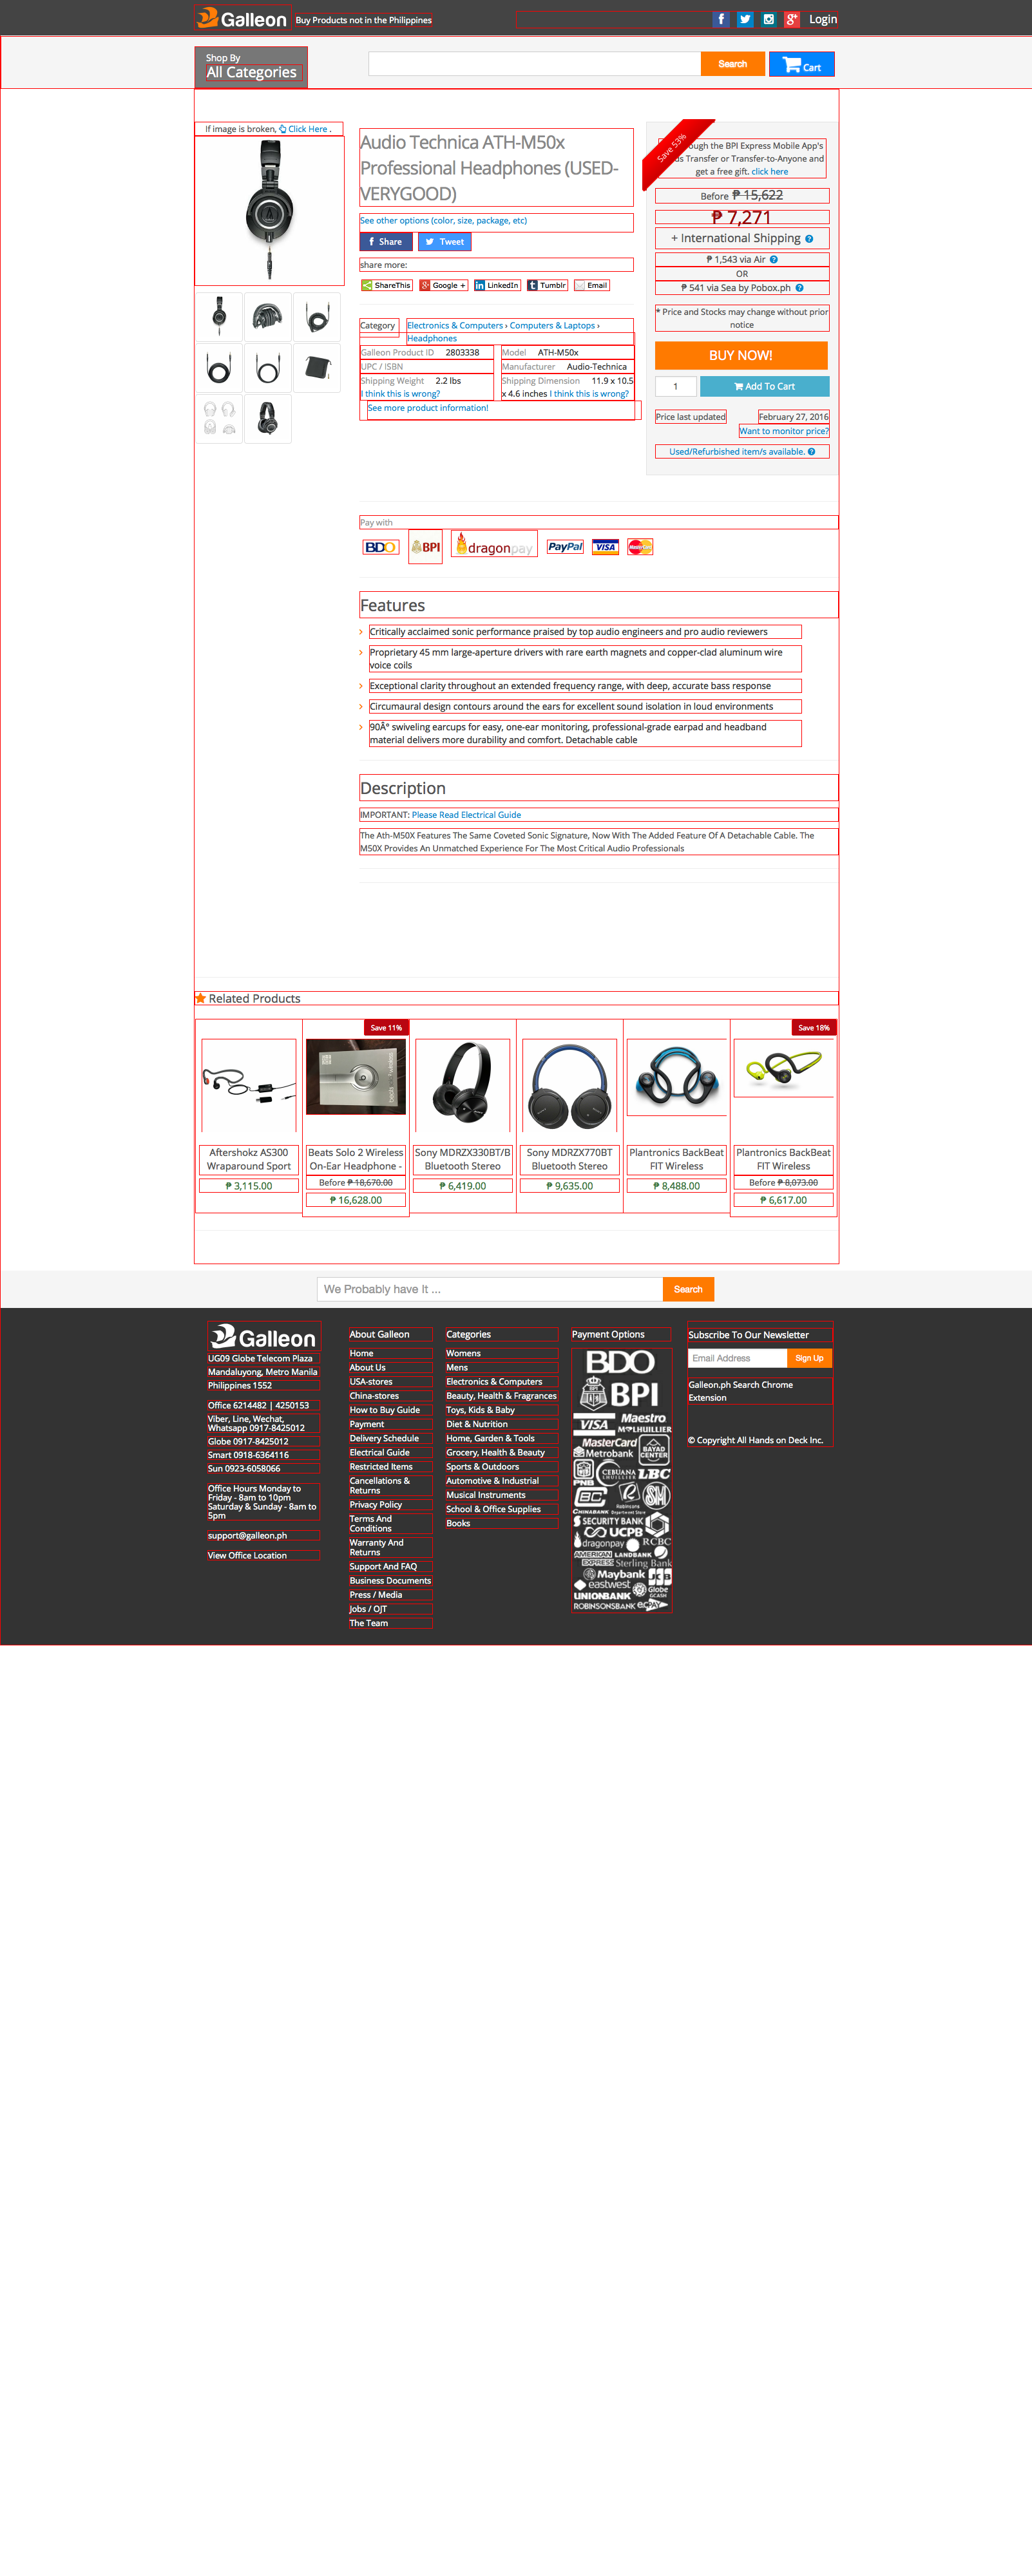 Galleon
Buy Products not in the Philippines
Login
Shop By
All Categories
Search
Cart
If image is broken, Click Here .
Audio Technica ATH-M50x
Professional Headphones (USED-
VERYGOOD)
See other options (color, size, package, etc)
Share
Tweet
share more:
ShareThis
Google +
LinkedIn
Tumblr
Email
Category
Electronics & Computers › Computers & Laptops ›
Headphones
Galleon Product ID 2803338
Model ATH-M50x
UPC / ISBN
Manufacturer Audio-Technica
Shipping Weight 2.2 lbs
I think this is wrong?
Shipping Dimension 11.9 x 10.5
x 4.6 inches I think this is wrong?
See more product information!
Save 53%
the BPI Express Mobile App's
Transfer or Transfer-to-Anyone and
get a free gift. click here
Before ₱ 15,622
₱ 7,271
+ International Shipping
₱ 1,543 via Air
OR
₱ 541 via Sea by Pobox.ph
* Price and Stocks may change without prior
notice
BUY NOW!
1
Add To Cart
Price last updated
February 27, 2016
Want to monitor price?
Used/Refurbished item/s available.
Pay with
BDO
BPI
dragonpay
PayPal
VISA
MasterCard
Features
Critically acclaimed sonic performance praised by top audio engineers and pro audio reviewers
Proprietary 45 mm large-aperture drivers with rare earth magnets and copper-clad aluminum wire
voice coils
Exceptional clarity throughout an extended frequency range, with deep, accurate bass response
Circumaural design contours around the ears for excellent sound isolation in loud environments
90Â° swiveling earcups for easy, one-ear monitoring, professional-grade earpad and headband
material delivers more durability and comfort. Detachable cable
Description
IMPORTANT: Please Read Electrical Guide
The Ath-M50X Features The Same Coveted Sonic Signature, Now With The Added Feature Of A Detachable Cable. The
M50X Provides An Unmatched Experience For The Most Critical Audio Professionals
Related Products
Aftershokz AS300
Wraparound Sport
₱ 3,115.00
Save 11%
Beats Solo 2 Wireless
On-Ear Headphone -
Before ₱ 18,670.00
₱ 16,628.00
Sony MDRZX330BT/B
Bluetooth Stereo
₱ 6,419.00
Sony MDRZX770BT
Bluetooth Stereo
₱ 9,635.00
Plantronics BackBeat
FIT Wireless
₱ 8,488.00
Save 18%
Plantronics BackBeat
FIT Wireless
Before ₱ 8,073.00
₱ 6,617.00
We Probably have It ...
Search
Galleon
UG09 Globe Telecom Plaza
Mandaluyong, Metro Manila
Philippines 1552
Office 6214482 | 4250153
Viber, Line, Wechat,
Whatsapp 0917-8425012
Globe 0917-8425012
Smart 0918-6364116
Sun 0923-6058066
Office Hours Monday to
Friday - 8am to 10pm
Saturday & Sunday - 8am to
5pm
support@galleon.ph
View Office Location
About Galleon
Home
About Us
USA-stores
China-stores
How to Buy Guide
Payment
Delivery Schedule
Electrical Guide
Restricted Items
Cancellations &
Returns
Privacy Policy
Terms And
Conditions
Warranty And
Returns
Support And FAQ
Business Documents
Press / Media
Jobs / OJT
The Team
Categories
Womens
Mens
Electronics & Computers
Beauty, Health & Fragrances
Toys, Kids & Baby
Diet & Nutrition
Home, Garden & Tools
Grocery, Health & Beauty
Sports & Outdoors
Automotive & Industrial
Musical Instruments
School & Office Supplies
Books
Payment Options
BDO
BPI
VISA
Maestro
MLHUILLIER
MasterCard
Metrobank
BAYAD
CENTER
PNB
CEBUANA
LHUILLIER
LBC
CHINABANK
Robinsons
Department Store
SM
SECURITY BANK
UCPB
dragonpay
RCBC
AMERICAN
EXPRESS
LANDBANK
Sterling Bank
Maybank
JCB
eastwest
Globe
GCASH
UNIONBANK
ROBINSONSBANK
ecPAY
Subscribe To Our Newsletter
Email Address
Sign Up
Galleon.ph Search Chrome
Extension
© Copyright All Hands on Deck Inc.